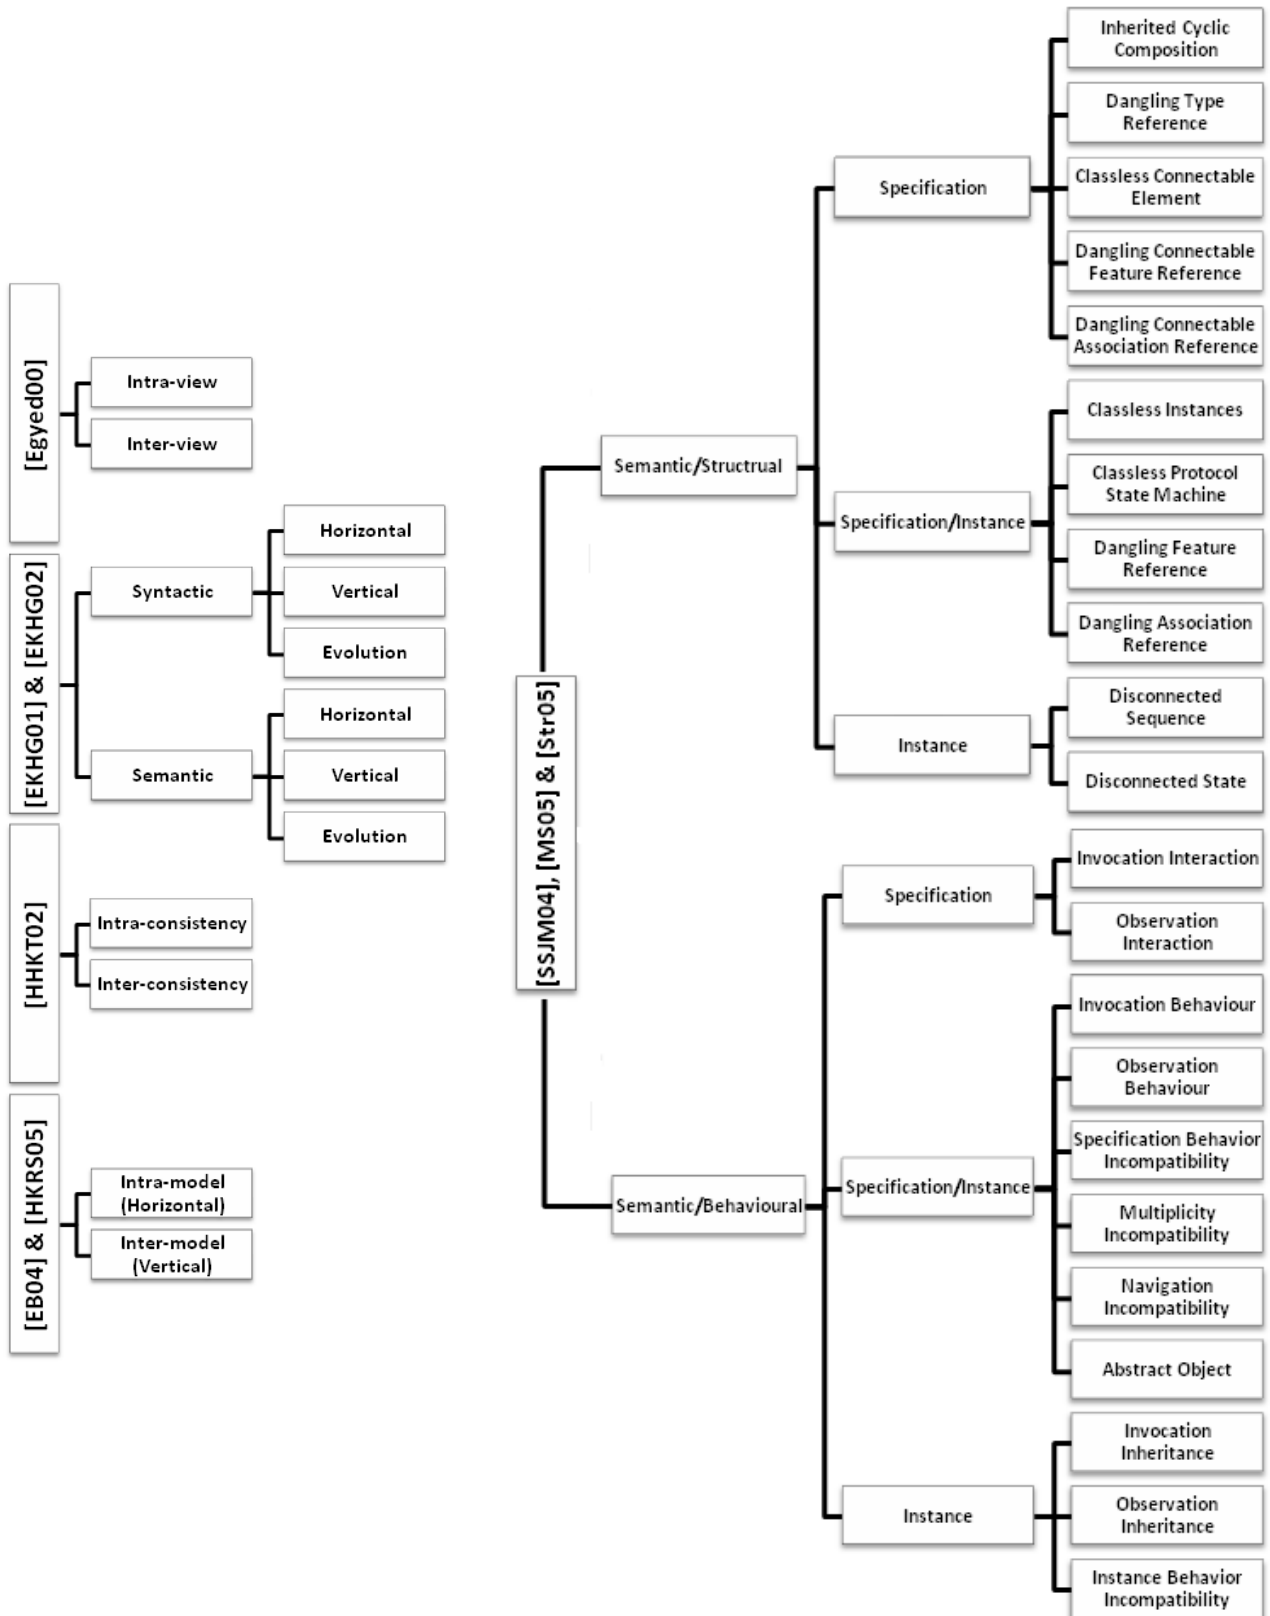 [Egyed00]
Intra-view
Inter-view
[EKHG01] & [EKHG02]
Syntactic
Horizontal
Vertical
Evolution
Semantic
Horizontal
Vertical
Evolution
[HHKT02]
Intra-consistency
Inter-consistency
[EB04] & [HKRS05]
Intra-model
(Horizontal)
Inter-model
(Vertical)
[SSJM04], [MS05] & [Str05]
Semantic/Structrual
Specification
Inherited Cyclic
Composition
Dangling Type
Reference
Classless Connectable
Element
Dangling Connectable
Feature Reference
Dangling Connectable
Association Reference
Specification/Instance
Classless Instances
Classless Protocol
State Machine
Dangling Feature
Reference
Dangling Association
Reference
Instance
Disconnected
Sequence
Disconnected State
Semantic/Behavioural
Specification
Invocation Interaction
Observation
Interaction
Specification/Instance
Invocation Behaviour
Observation
Behaviour
Specification Behavior
Incompatibility
Multiplicity
Incompatibility
Navigation
Incompatibility
Abstract Object
Instance
Invocation
Inheritance
Observation
Inheritance
Instance Behavior
Incompatibility